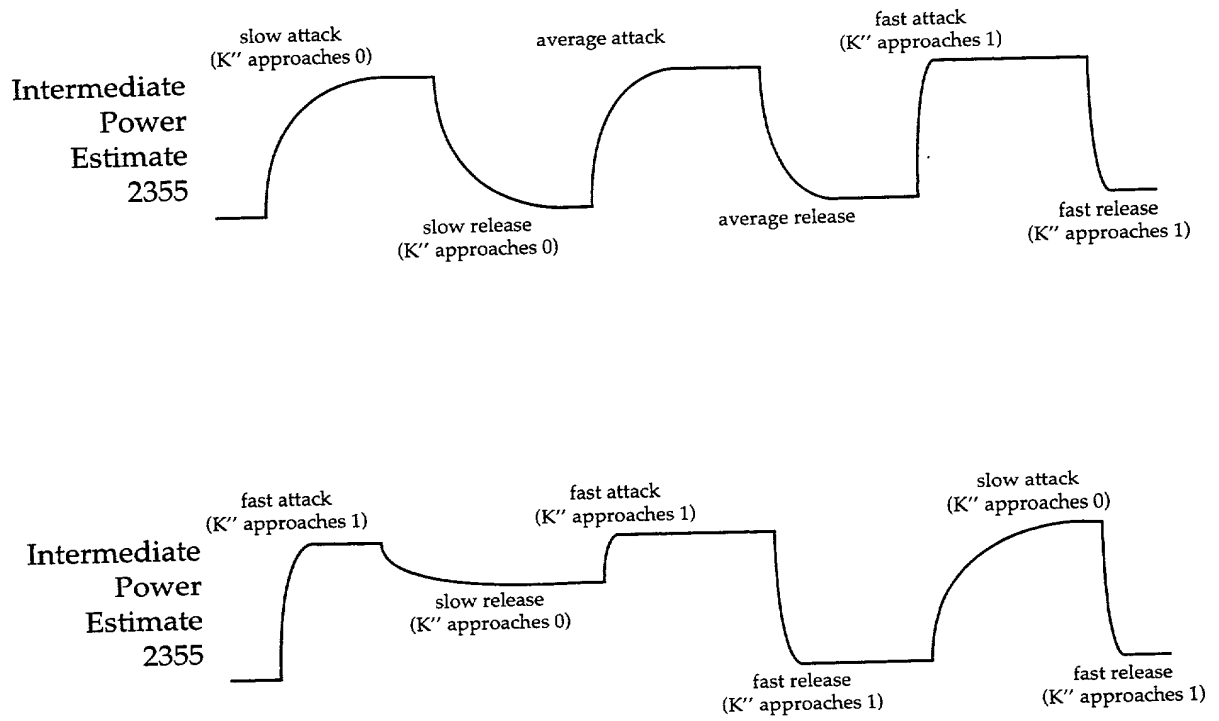 slow attack
(K″ approaches 0)
average attack
fast attack
(K″ approaches 1)
Intermediate
Power
Estimate
2355
slow release
(K″ approaches 0)
average release
fast release
(K″ approaches 1)
fast attack
(K″ approaches 1)
fast attack
(K″ approaches 1)
slow attack
(K″ approaches 0)
Intermediate
Power
Estimate
2355
slow release
(K″ approaches 0)
fast release
(K″ approaches 1)
fast release
(K″ approaches 1)